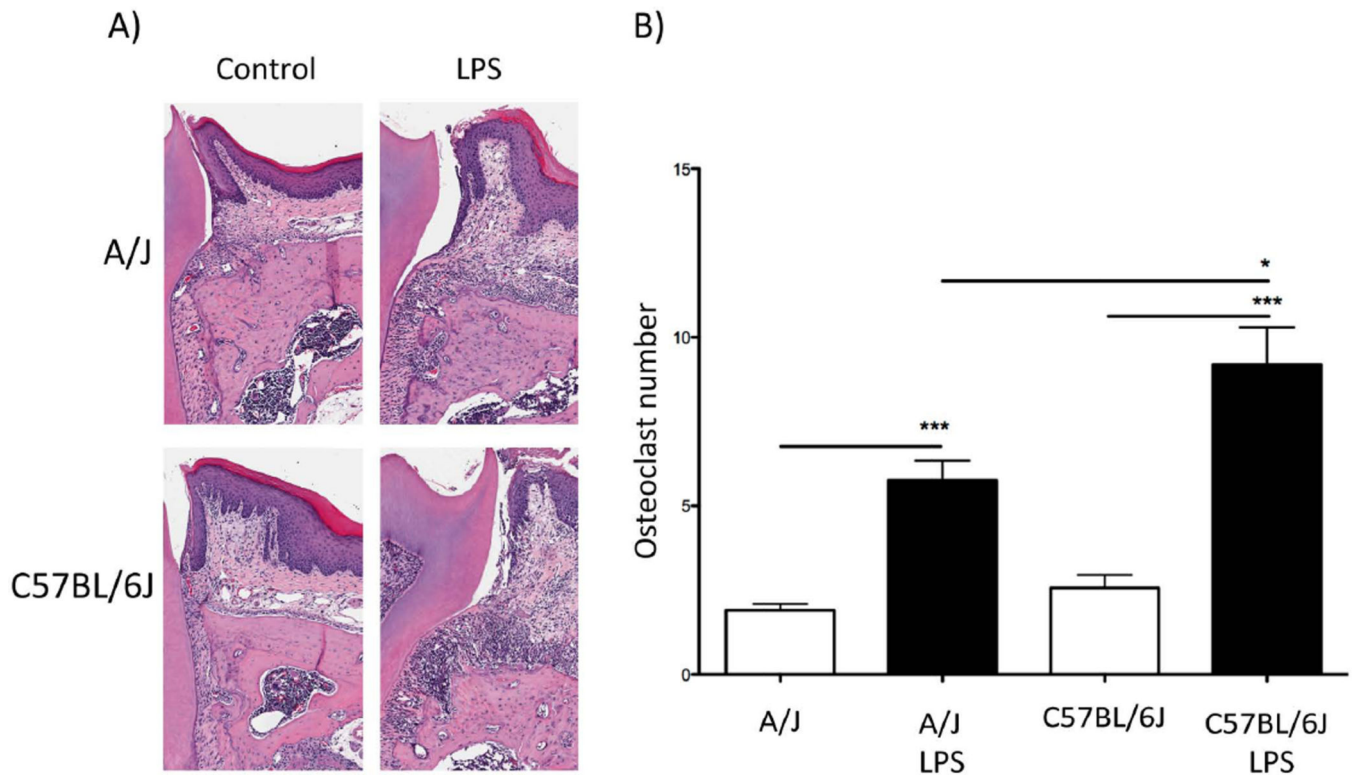 A)
Control LPS
A/J
C57BL/6J
B)
Osteoclast number
15
10
5
0
*
***
***
A/J A/J LPS C57BL/6J C57BL/6J LPS